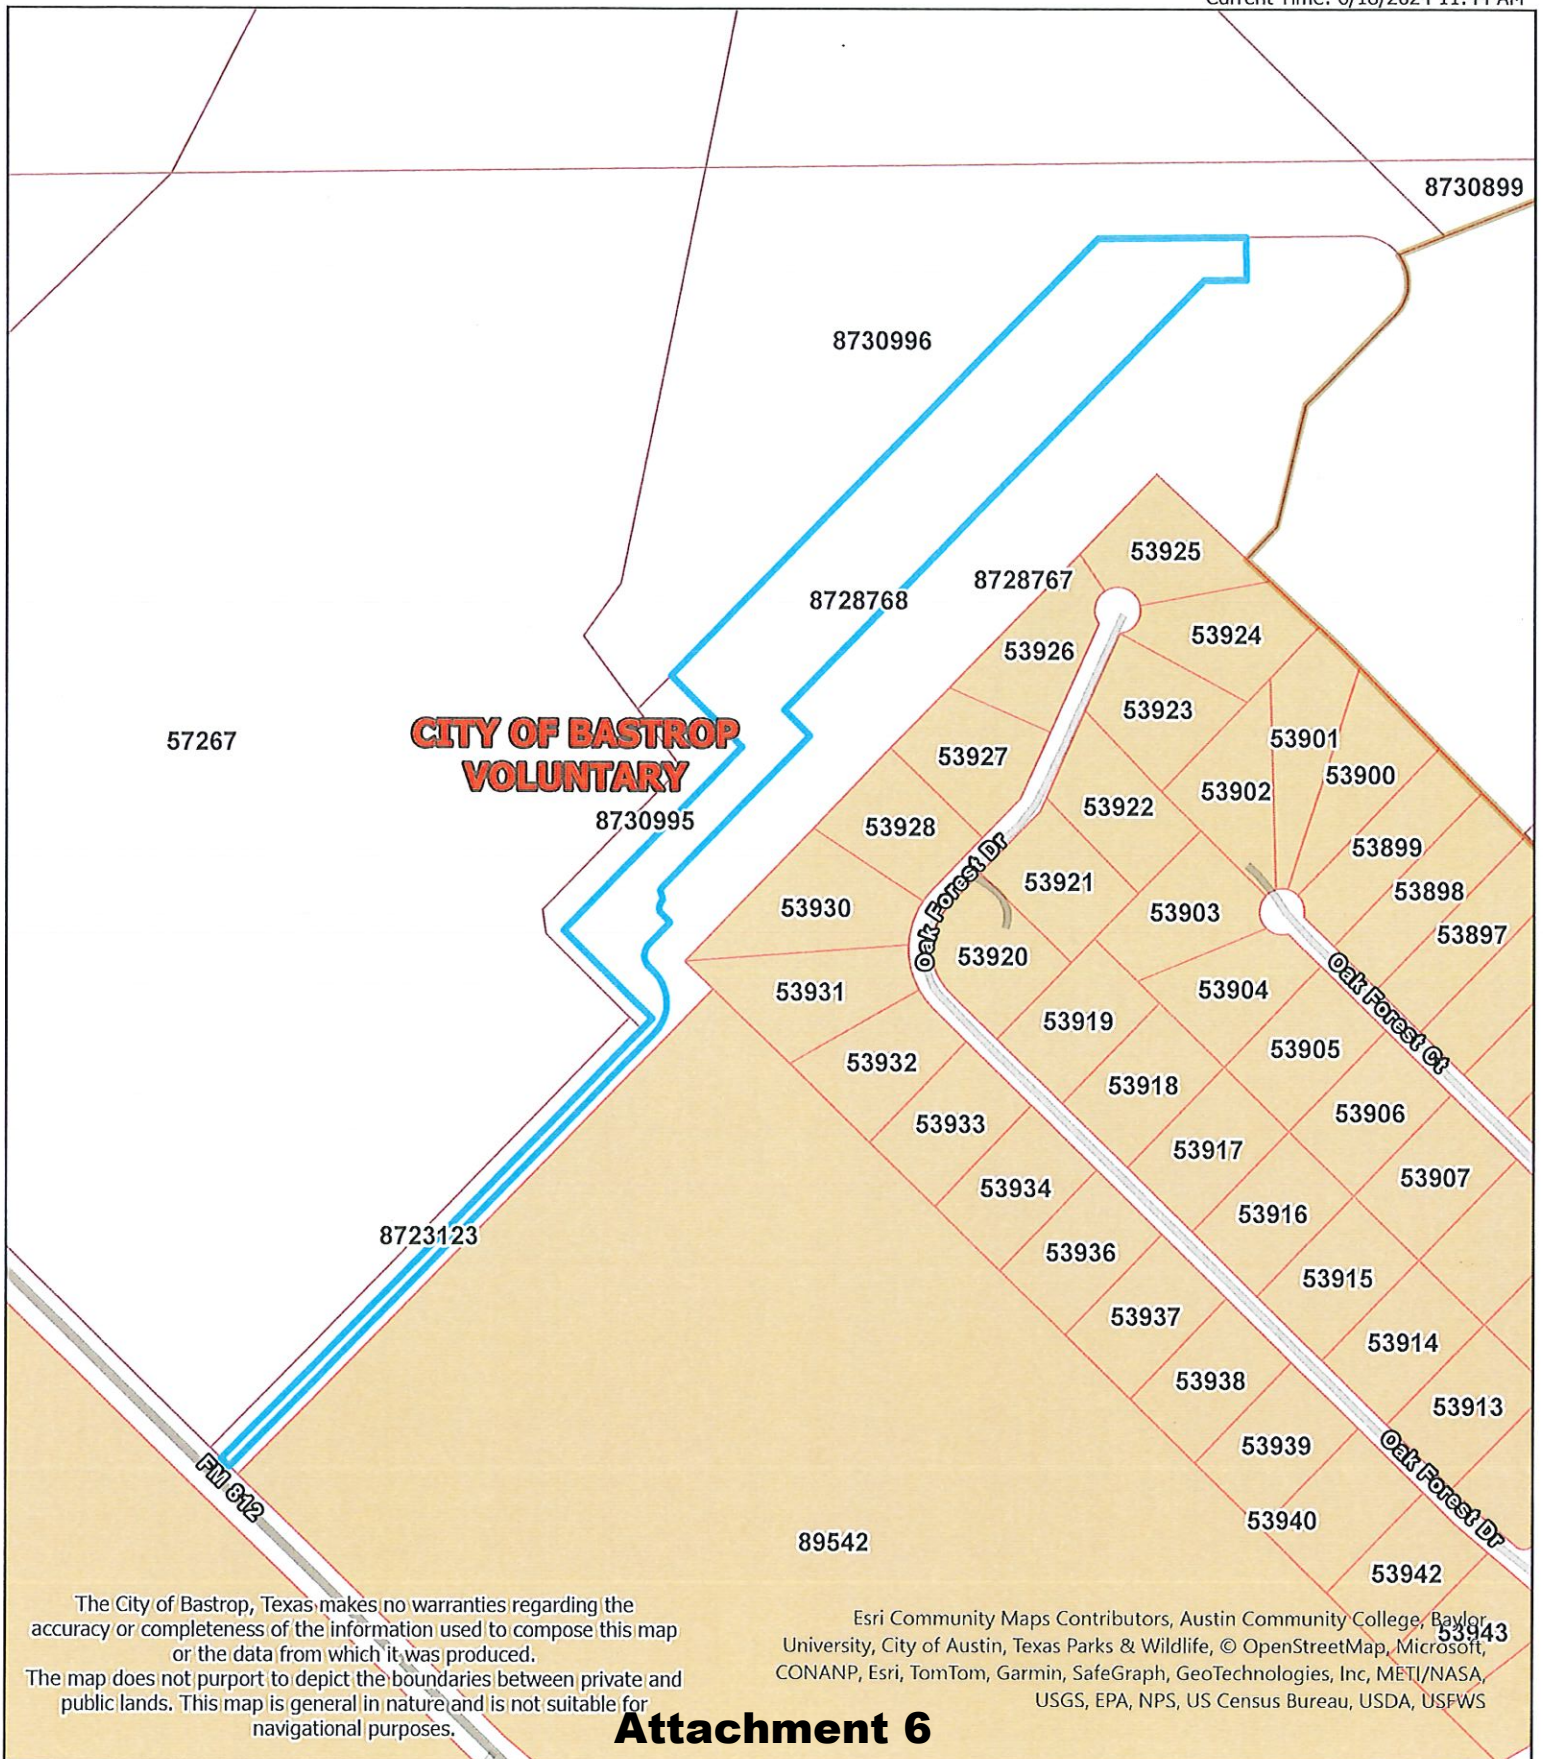 8730899
8730996
53925
8728767
8728768
53924
53926
53923
CITY OF BASTROP
VOLUNTARY
57267
53901
53927
53900
53902
53922
8730995
53928
53899
Oak Forest Dr
53921
53898
53930
53903
53897
53920
53931
53904
Oak Forest Ct
53919
53905
53932
53918
53906
53933
53917
53907
53934
53916
8723123
53936
53915
53937
53914
53938
53913
53939
Oak Forest Dr
FM 812
53940
89542
53942
53943
The City of Bastrop, Texas makes no warranties regarding the
accuracy or completeness of the information used to compose this map
or the data from which it was produced.
The map does not purport to depict the boundaries between private and
public lands. This map is general in nature and is not suitable for
navigational purposes.
Esri Community Maps Contributors, Austin Community College, Baylor
University, City of Austin, Texas Parks & Wildlife, © OpenStreetMap, Microsoft,
CONANP, Esri, TomTom, Garmin, SafeGraph, GeoTechnologies, Inc, METI/NASA,
USGS, EPA, NPS, US Census Bureau, USDA, USFWS
Attachment 6